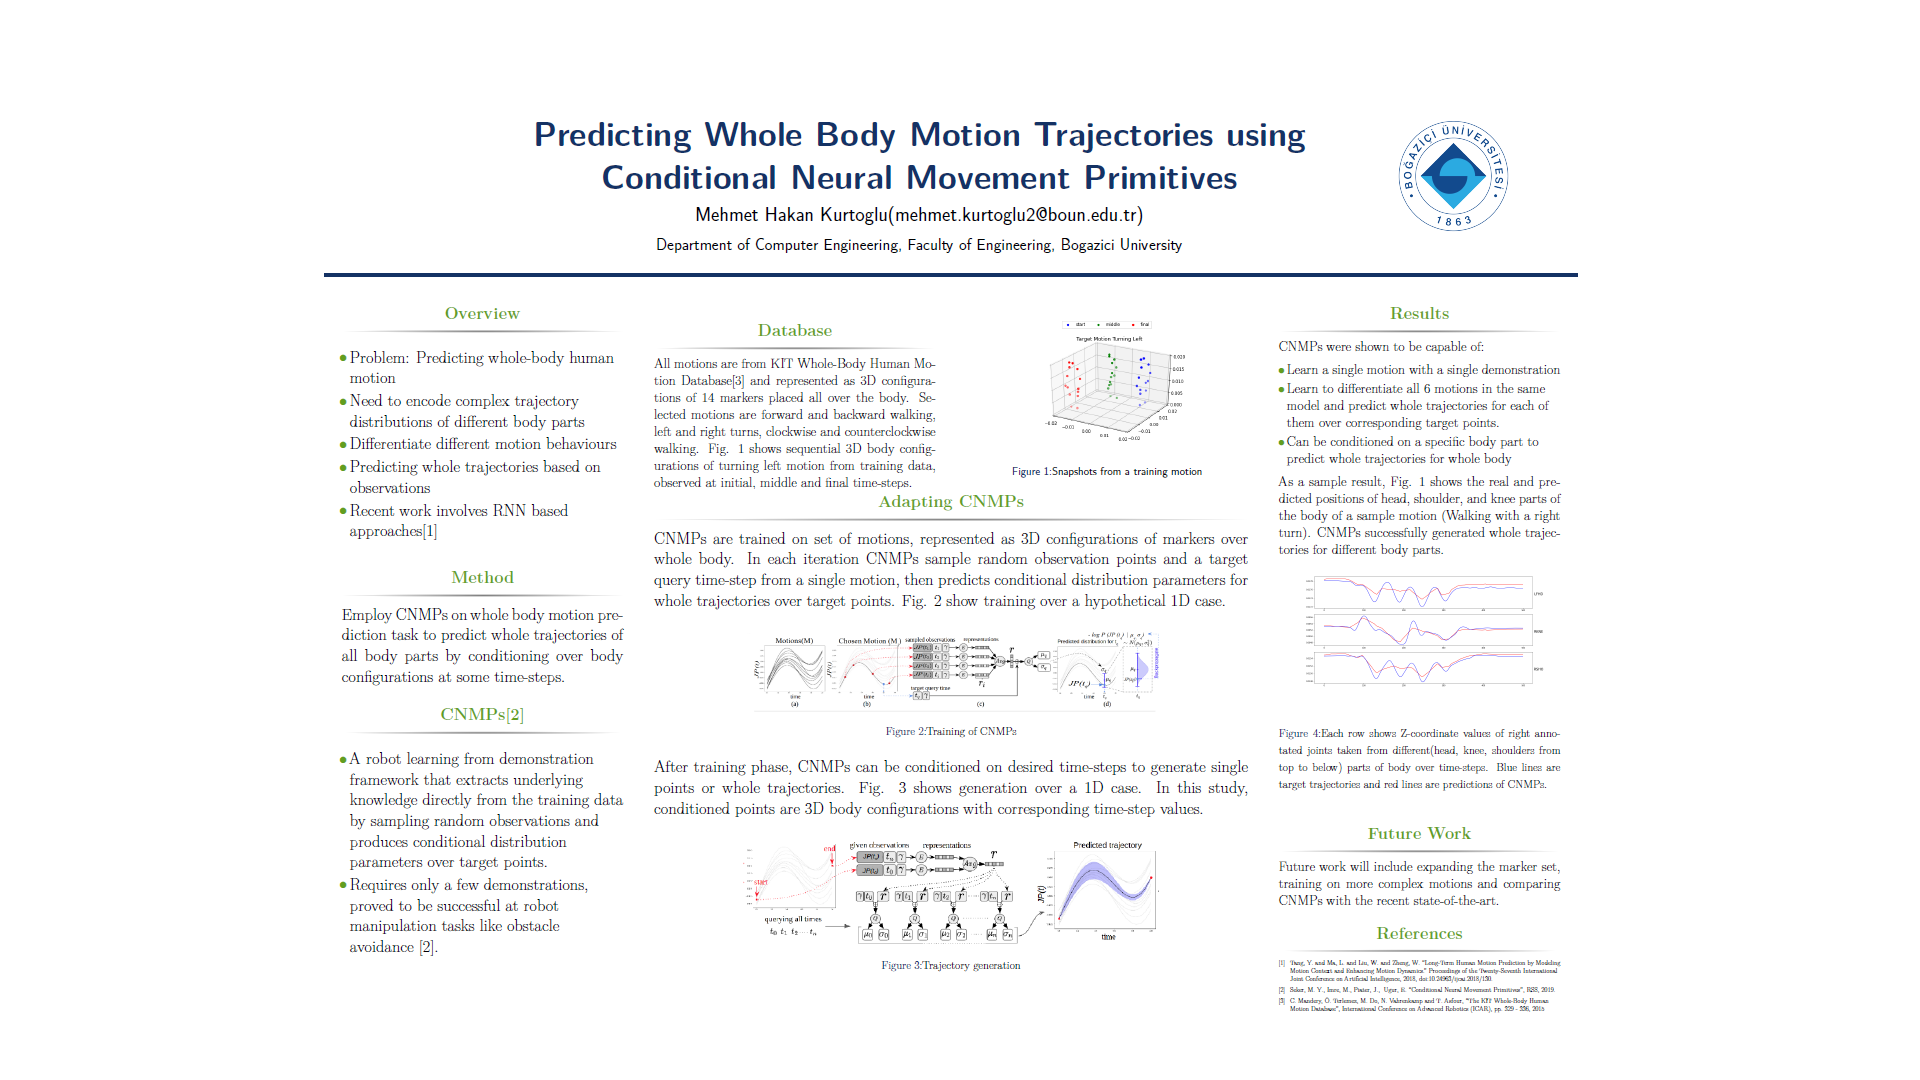 Predicting Whole Body Motion Trajectories using
Conditional Neural Movement Primitives
Mehmet Hakan Kurtoglu(mehmet.kurtoglu2@boun.edu.tr)
Department of Computer Engineering, Faculty of Engineering, Bogazici University
BOĞAZİÇİ ÜNİVERSİTESİ
1863
Overview
Problem: Predicting whole-body human
motion
Need to encode complex trajectory
distributions of different body parts
Differentiate different motion behaviours
Predicting whole trajectories based on
observations
Recent work involves RNN based
approaches[1]
Method
Employ CNMPs on whole body motion pre-
diction task to predict whole trajectories of
all body parts by conditioning over body
configurations at some time-steps.
CNMPs[2]
A robot learning from demonstration
framework that extracts underlying
knowledge directly from the training data
by sampling random observations and
produces conditional distribution
parameters over target points.
Requires only a few demonstrations,
proved to be successful at robot
manipulation tasks like obstacle
avoidance [2].
Database
All motions are from KIT Whole-Body Human Mo-
tion Database[3] and represented as 3D configura-
tions of 14 markers placed all over the body. Se-
lected motions are forward and backward walking,
left and right turns, clockwise and counterclockwise
walking. Fig. 1 shows sequential 3D body config-
urations of turning left motion from training data,
observed at initial, middle and final time-steps.
start middle final
Target Motion Turning Left
Figure 1:Snapshots from a training motion
Adapting CNMPs
CNMPs are trained on set of motions, represented as 3D configurations of markers over
whole body. In each iteration CNMPs sample random observation points and a target
query time-step from a single motion, then predicts conditional distribution parameters for
whole trajectories over target points. Fig. 2 show training over a hypothetical 1D case.
Motions(M) Chosen Motion (M ) sampled observations representations
Predicted distribution for
target query time
time time time
(a) (b) (c) (d)
Figure 2:Training of CNMPs
After training phase, CNMPs can be conditioned on desired time-steps to generate single
points or whole trajectories. Fig. 3 shows generation over a 1D case. In this study,
conditioned points are 3D body configurations with corresponding time-step values.
given observations representations
end
start
querying all times
Predicted trajectory
JP(t)
time
Figure 3:Trajectory generation
Results
CNMPs were shown to be capable of:
Learn a single motion with a single demonstration
Learn to differentiate all 6 motions in the same
model and predict whole trajectories for each of
them over corresponding target points.
Can be conditioned on a specific body part to
predict whole trajectories for whole body
As a sample result, Fig. 1 shows the real and pre-
dicted positions of head, shoulder, and knee parts of
the body of a sample motion (Walking with a right
turn). CNMPs successfully generated whole trajec-
tories for different body parts.
Figure 4:Each row shows Z-coordinate values of right anno-
tated joints taken from different(head, knee, shoulders from
top to below) parts of body over time-steps. Blue lines are
target trajectories and red lines are predictions of CNMPs.
Future Work
Future work will include expanding the marker set,
training on more complex motions and comparing
CNMPs with the recent state-of-the-art.
References
[1] Tang, Y. and Ma, L. and Liu, W. and Zheng, W. "Long-Term Human Motion Prediction by Modeling
Motion Context and Enhancing Motion Dynamics" Proceedings of the Twenty-Seventh International
Joint Conference on Artificial Intelligence, 2018, doi:10.24963/ijcai.2018/130.
[2] Seker, M. Y., Imre, M., Piater, J., Ugur, E. "Conditional Neural Movement Primitives", RSS, 2019.
[3] C. Mandery, Ö. Terlemez, M. Do, N. Vahrenkamp and T. Asfour, "The KIT Whole-Body Human
Motion Database", International Conference on Advanced Robotics (ICAR), pp. 329 - 336, 2015